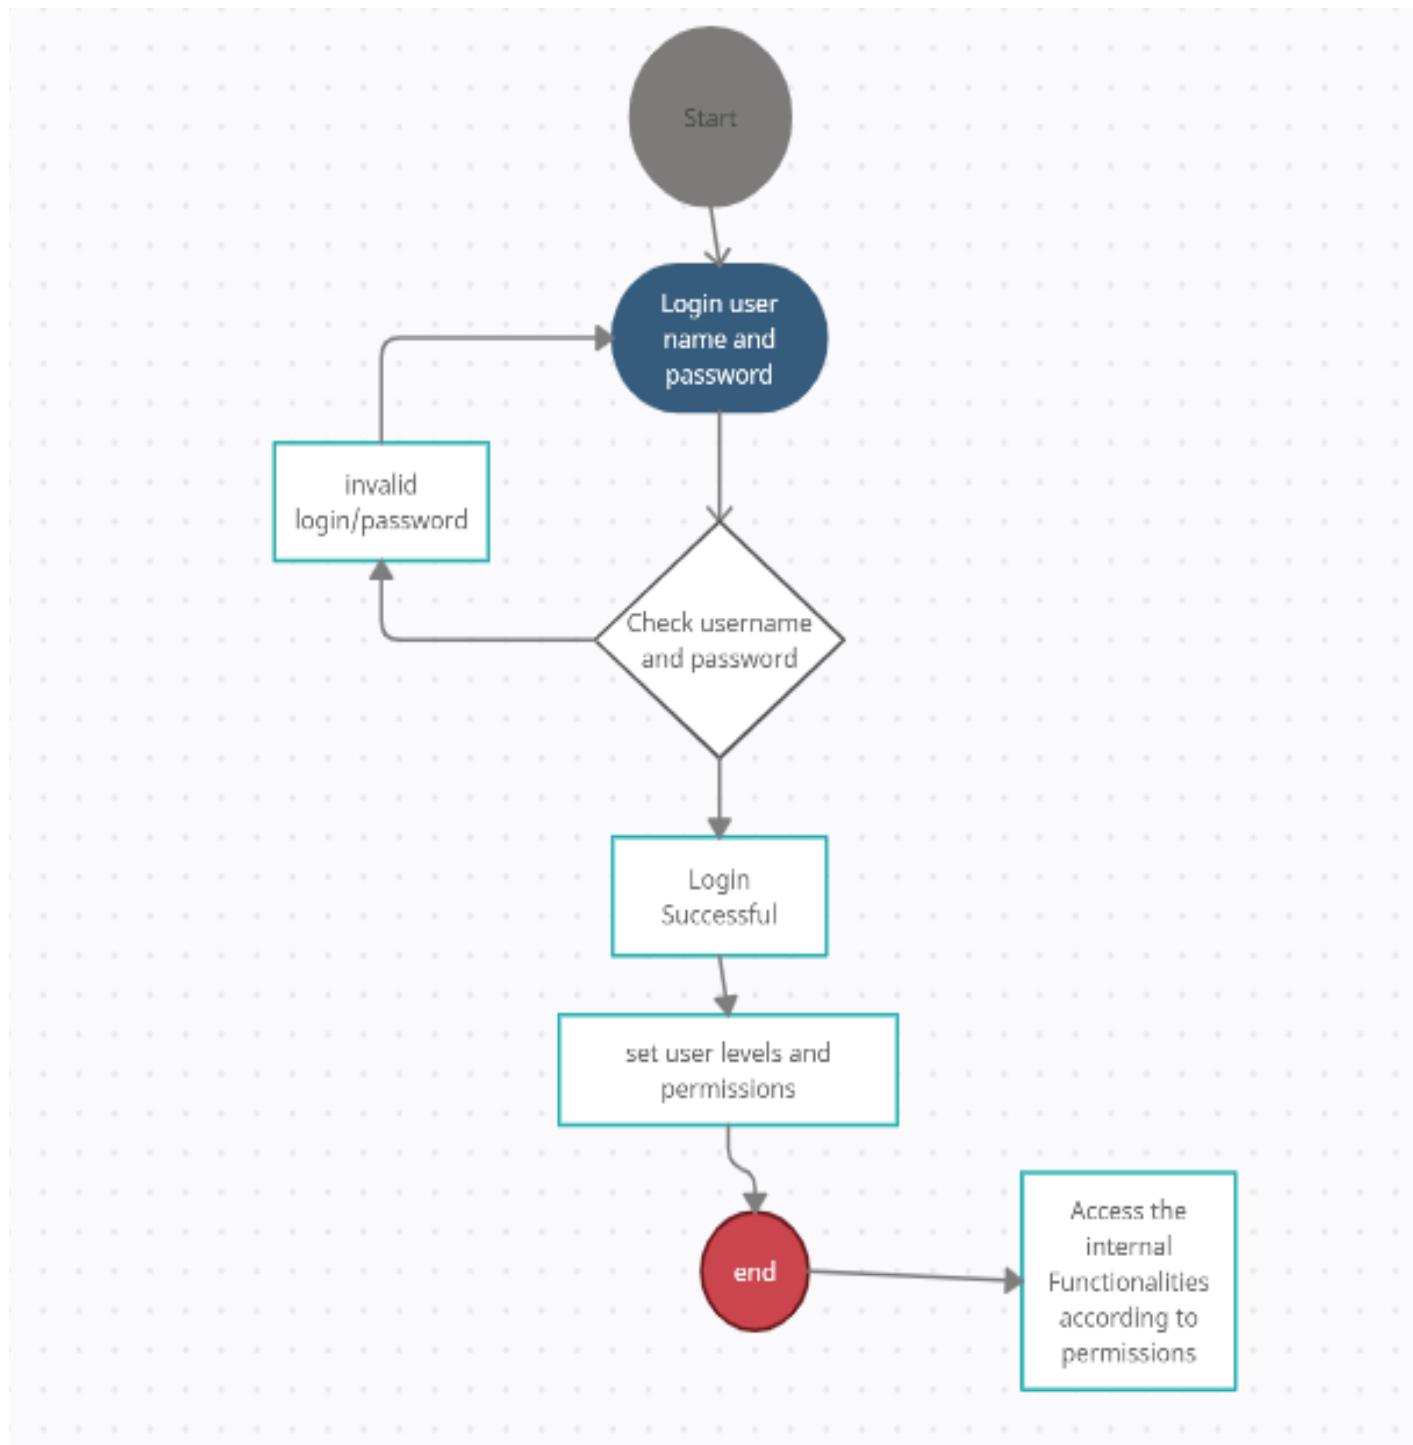 Start
Login user
name and
password
invalid
login/password
Check username
and password
Login
Successful
set user levels and
permissions
end
Access the
internal
Functionalities
according to
permissions